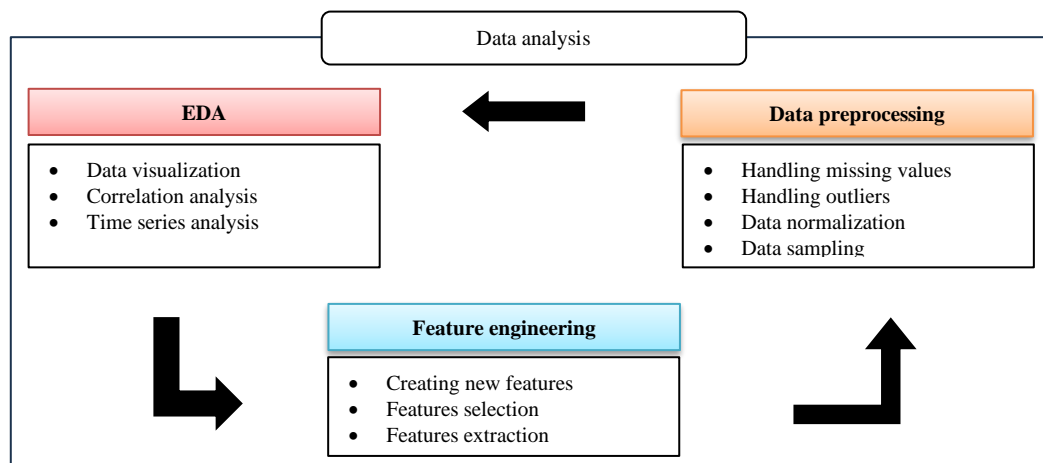 Data analysis
EDA
• Data visualization
• Correlation analysis
• Time series analysis
Data preprocessing
• Handling missing values
• Handling outliers
• Data normalization
• Data sampling
Feature engineering
• Creating new features
• Features selection
• Features extraction